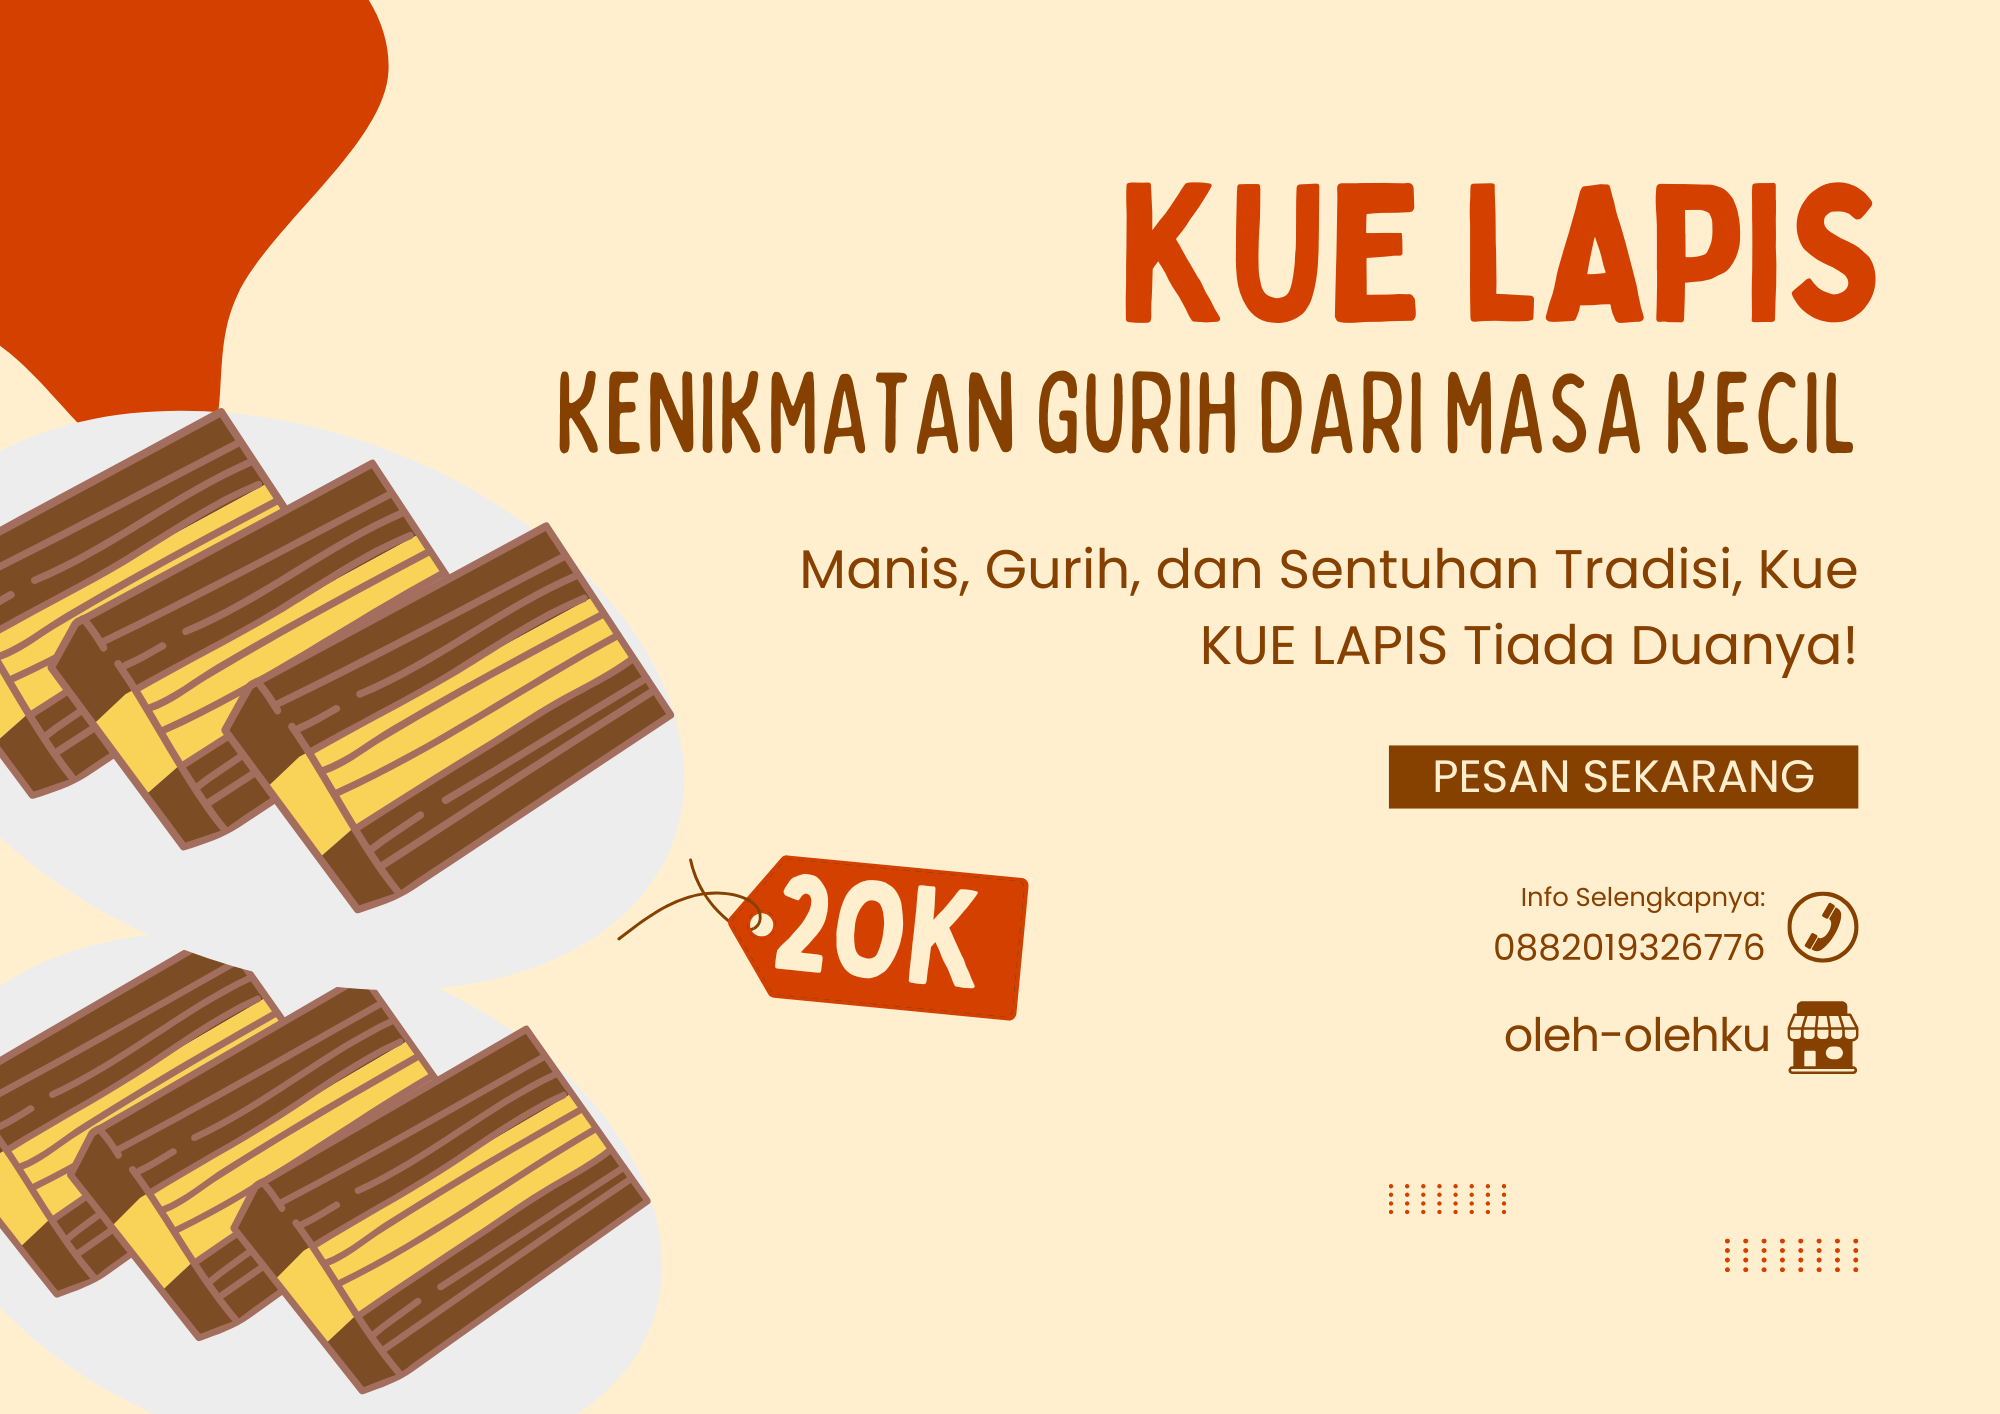 KUE LAPIS
KENIKMATAN GURIH DARI MASA KECIL
Manis, Gurih, dan Sentuhan Tradisi, Kue
KUE LAPIS Tiada Duanya!
PESAN SEKARANG
20K
Info Selengkapnya:
0882019326776
oleh-olehku